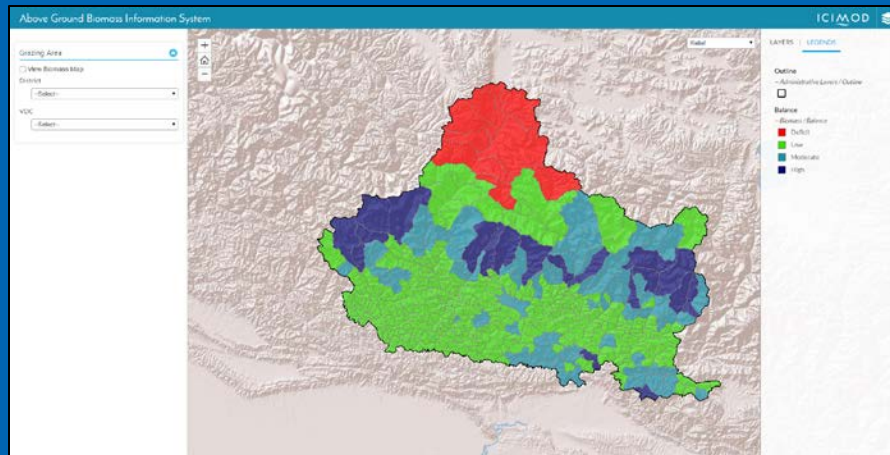 Above Ground Biomass Information System
ICIMOD
Grazing Area
View Biomass Map
District
--Select--
VDC
--Select--
Relief
LAYERS | LEGENDS
Outline
Administrative Layers / Outline
Balance
Biomass / Balance
Deficit
Low
Moderate
High